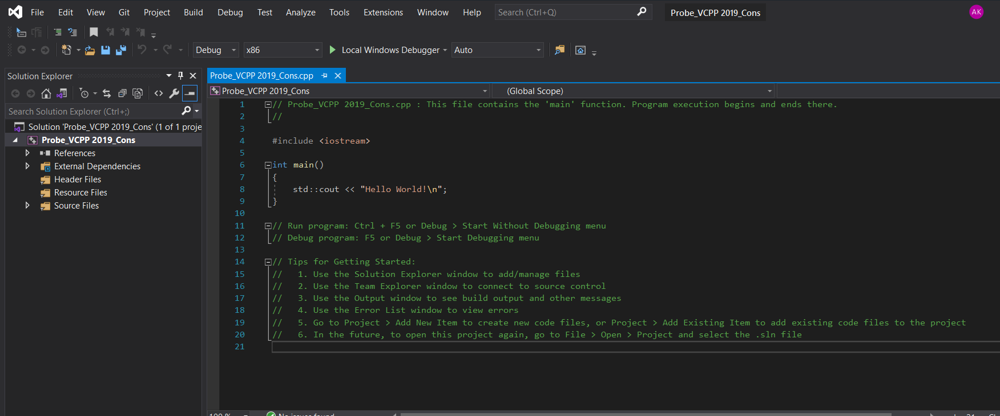 File Edit View Git Project Build Debug Test Analyze Tools Extensions Window Help Search (Ctrl+Q) Probe_VCPP 2019_Cons AK
Debug x86 Local Windows Debugger Auto
Solution Explorer
Search Solution Explorer (Ctrl+;)
Solution 'Probe_VCPP 2019_Cons' (1 of 1 proje
Probe_VCPP 2019_Cons
References
External Dependencies
Header Files
Resource Files
Source Files
Probe_VCPP 2019_Cons.cpp
Probe_VCPP 2019_Cons (Global Scope)
1 // Probe_VCPP 2019_Cons.cpp : This file contains the 'main' function. Program execution begins and ends there.
2 //
3
4 #include <iostream>
5
6 int main()
7 {
8 std::cout << "Hello World!\n";
9 }
10
11 // Run program: Ctrl + F5 or Debug > Start Without Debugging menu
12 // Debug program: F5 or Debug > Start Debugging menu
13
14 // Tips for Getting Started:
15 // 1. Use the Solution Explorer window to add/manage files
16 // 2. Use the Team Explorer window to connect to source control
17 // 3. Use the Output window to see build output and other messages
18 // 4. Use the Error List window to view errors
19 // 5. Go to Project > Add New Item to create new code files, or Project > Add Existing Item to add existing code files to the project
20 // 6. In the future, to open this project again, go to File > Open > Project and select the .sln file
21
100 % No issues found